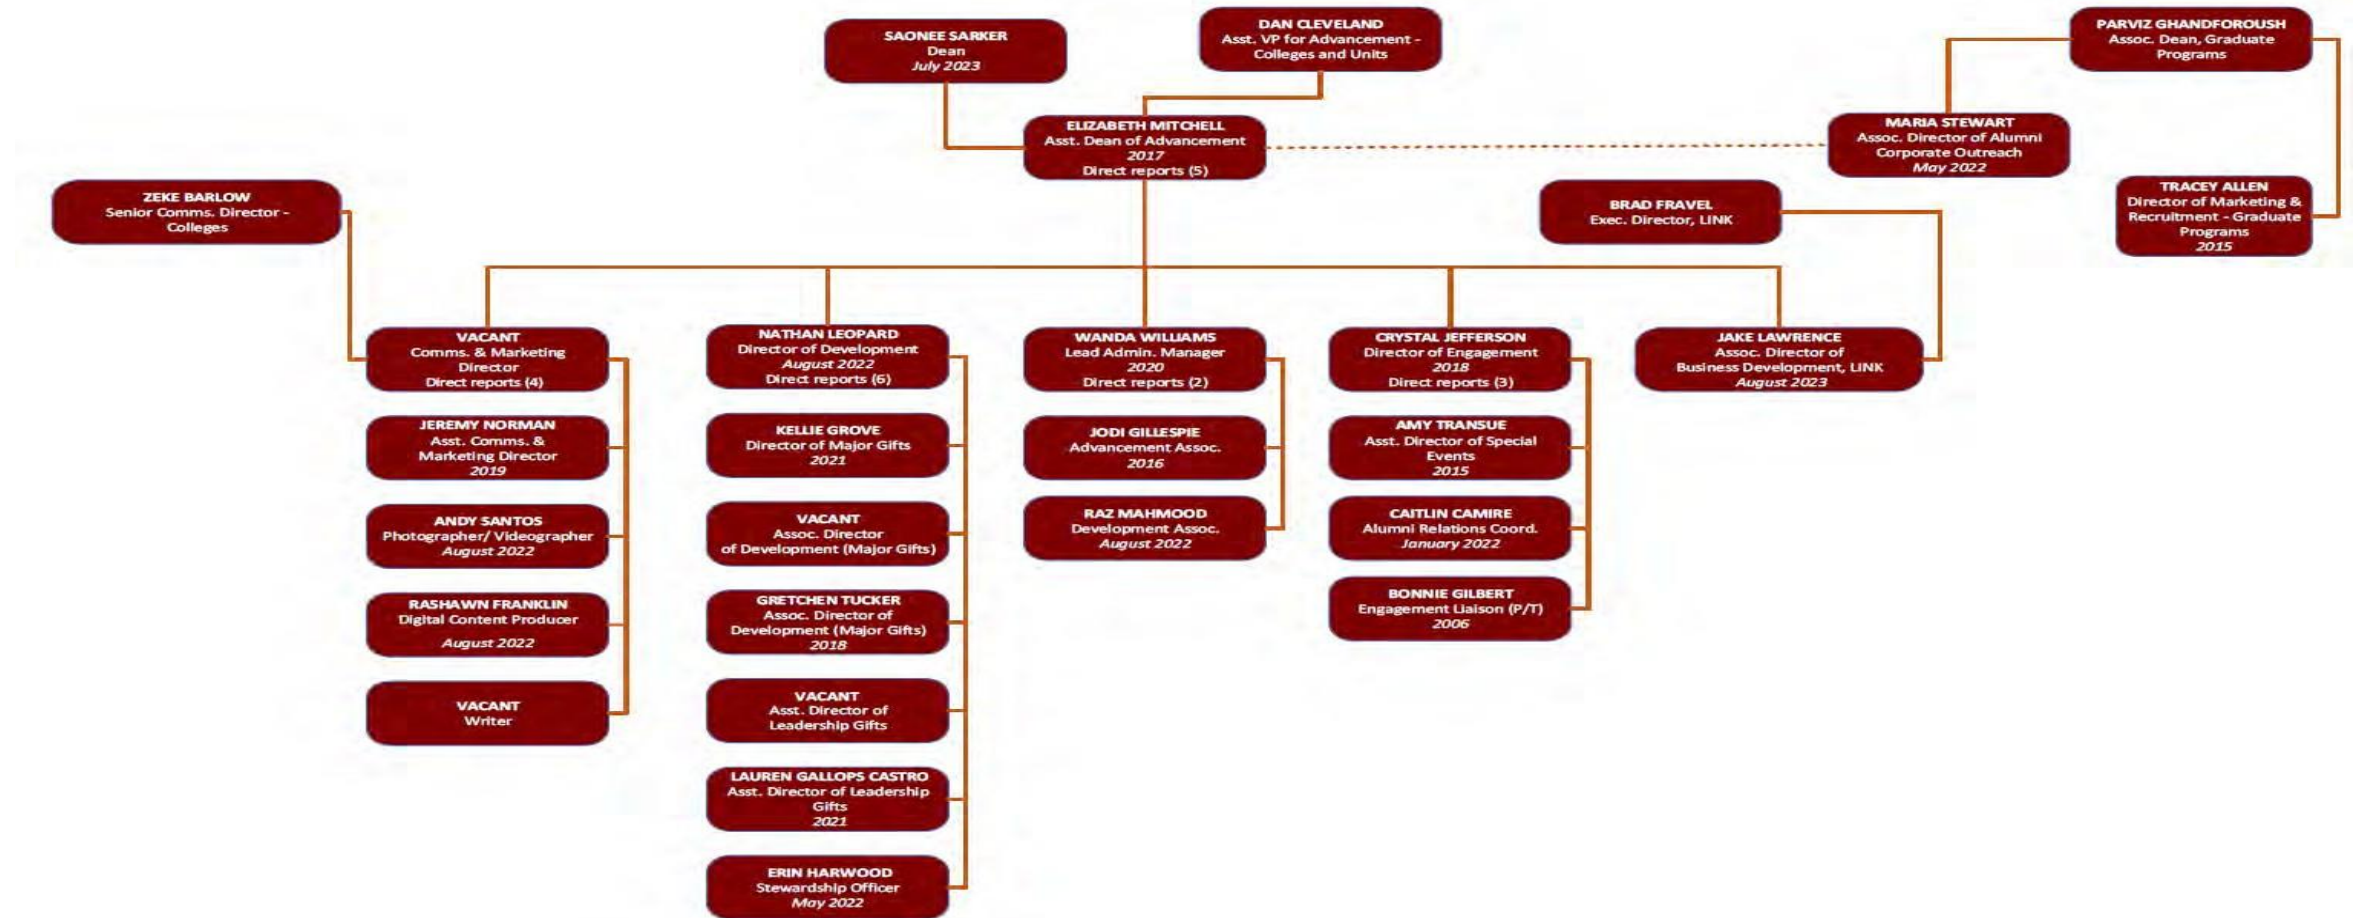 SAONEE SARKER
Dean
July 2023
DAN CLEVELAND
Asst. VP for Advancement -
Colleges and Units
PARVIZ GHANDFOROUSH
Assoc. Dean, Graduate
Programs
ELIZABETH MITCHELL
Asst. Dean of Advancement
2017
Direct reports (5)
MARIA STEWART
Assoc. Director of Alumni
Corporate Outreach
May 2022
ZEKE BARLOW
Senior Comms. Director -
Colleges
BRAD FRAVEL
Exec. Director, LINK
TRACEY ALLEN
Director of Marketing &
Recruitment - Graduate
Programs
2015
VACANT
Comms. & Marketing
Director
Direct reports (4)
JEREMY NORMAN
Asst. Comms. &
Marketing Director
2019
ANDY SANTOS
Photographer/ Videographer
August 2022
RASHAWN FRANKLIN
Digital Content Producer
August 2022
VACANT
Writer
NATHAN LEOPARD
Director of Development
August 2022
Direct reports (6)
KELLIE GROVE
Director of Major Gifts
2021
VACANT
Assoc. Director
of Development (Major Gifts)
GRETCHEN TUCKER
Assoc. Director of
Development (Major Gifts)
2018
VACANT
Asst. Director of
Leadership Gifts
LAUREN GALLOPS CASTRO
Asst. Director of Leadership
Gifts
2021
ERIN HARWOOD
Stewardship Officer
May 2022
WANDA WILLIAMS
Lead Admin. Manager
2020
Direct reports (2)
JODI GILLESPIE
Advancement Assoc.
2016
RAZ MAHMOOD
Development Assoc.
August 2022
CRYSTAL JEFFERSON
Director of Engagement
2018
Direct reports (3)
AMY TRANSUE
Asst. Director of Special
Events
2015
CAITLIN CAMIRE
Alumni Relations Coord.
January 2022
BONNIE GILBERT
Engagement Liaison (P/T)
2006
JAKE LAWRENCE
Assoc. Director of
Business Development, LINK
August 2023